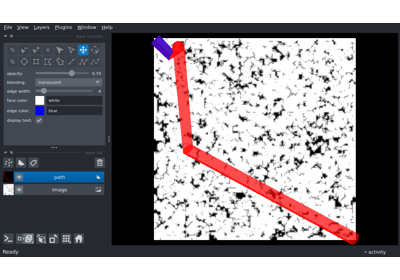 File View Layers Plugins Window Help
opacity: 0.70
blending: translucent
edge width:
face color: white
edge color: blue
display text:
path
Image
Ready
activity